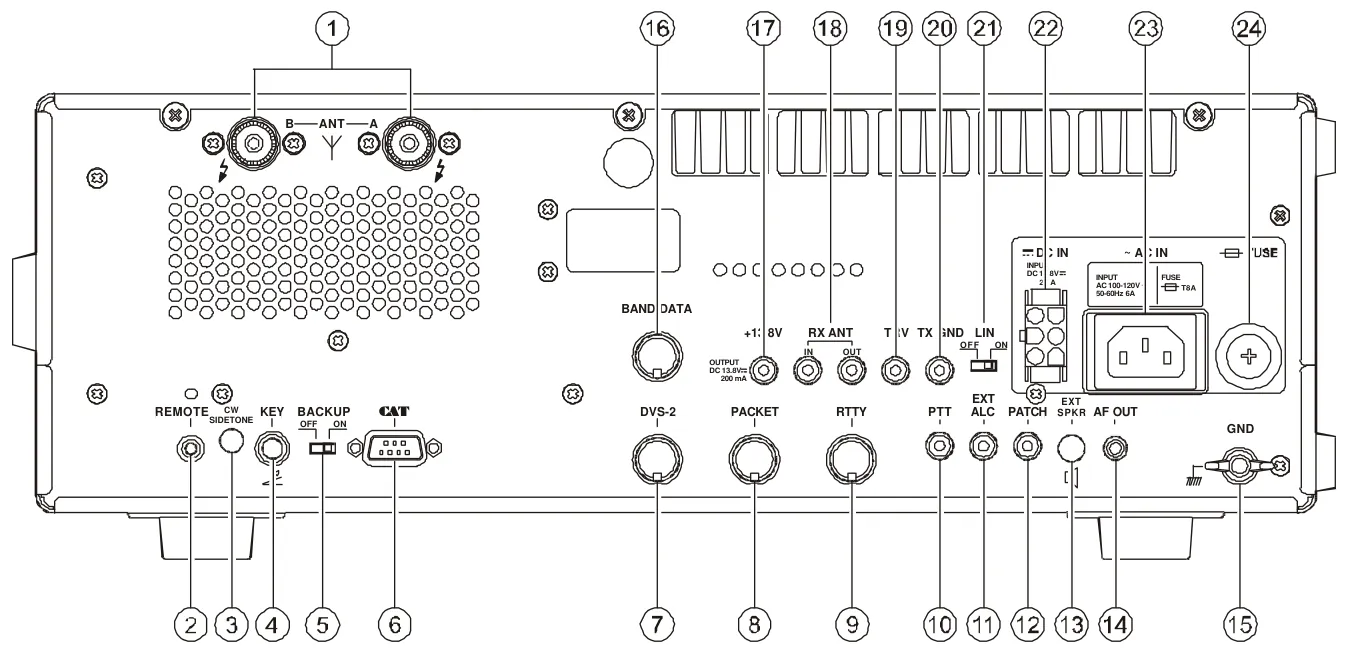 1 16 17 18 19 20 21 22 23 24
B ANT A
DC IN
~ AC IN
FUSE
INPUT
AC 100-120V
50-60Hz 6A
FUSE
T8A
BAND DATA
+13.8V
RX ANT
IN OUT
TX GND
LIN
OFF ON
OUTPUT
DC 13.8V
200 mA
REMOTE
CW
SIDETONE
KEY
BACKUP
OFF ON
CAT
DVS-2
PACKET
RTTY
PTT
EXT
ALC
PATCH
EXT
SPKR
AF OUT
GND
2 3 4 5 6 7 8 9 10 11 12 13 14 15